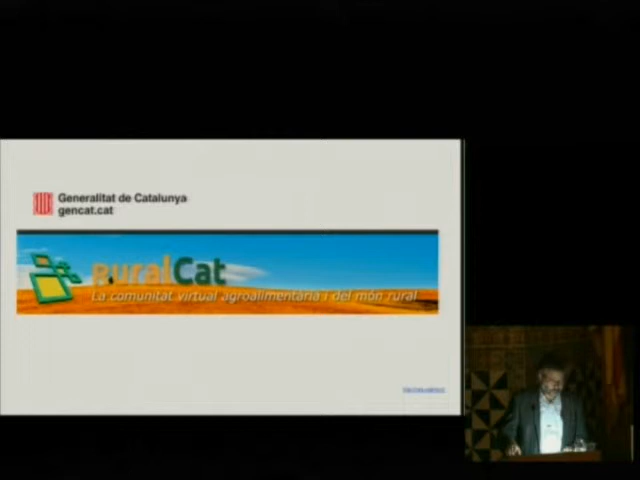 Generalitat de Catalunya
gencat.cat
RuralCat
La comunitat virtual agroalimentària i del món rural